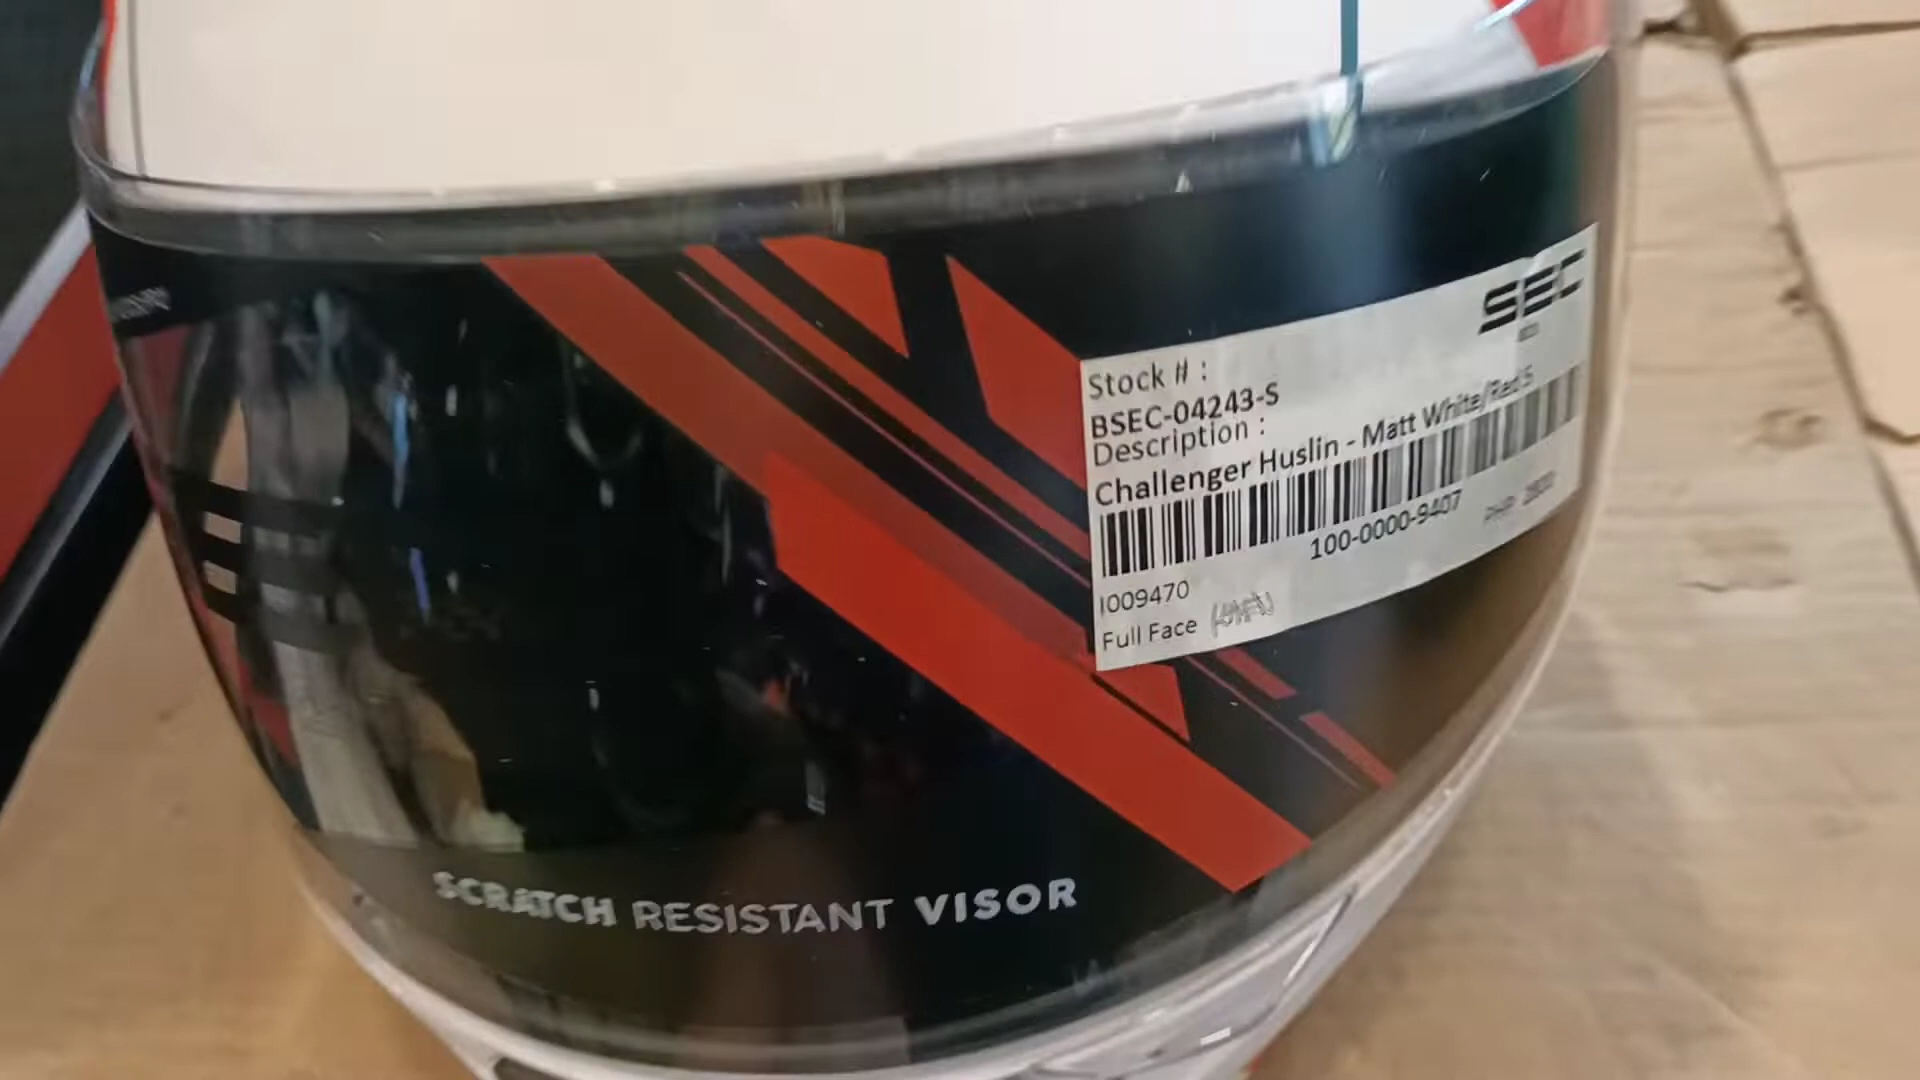 SEC
Stock # :
BSEC-04243-S
Description :
Challenger Huslin - Matt White/Red S
100-0000-9407
PHP
I009470
Full Face
SCRATCH RESISTANT VISOR